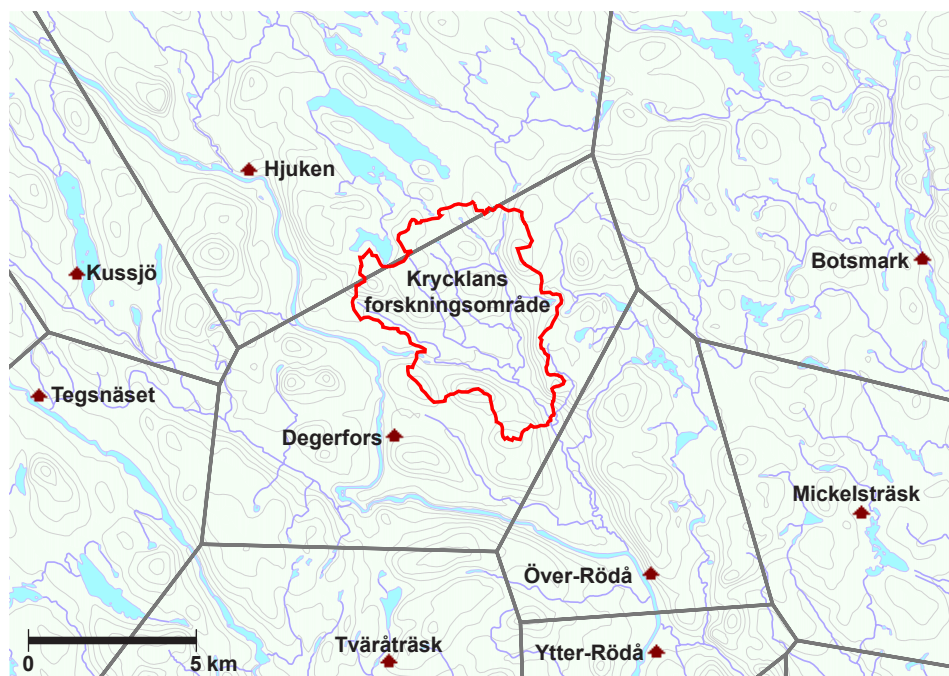 Hjuken
Botsmark
Kussjö
Krycklans
forskningsområde
Tegsnäset
Degerfors
Mickelsträsk
Över-Rödå
Tväråträsk
Ytter-Rödå
0 5 km